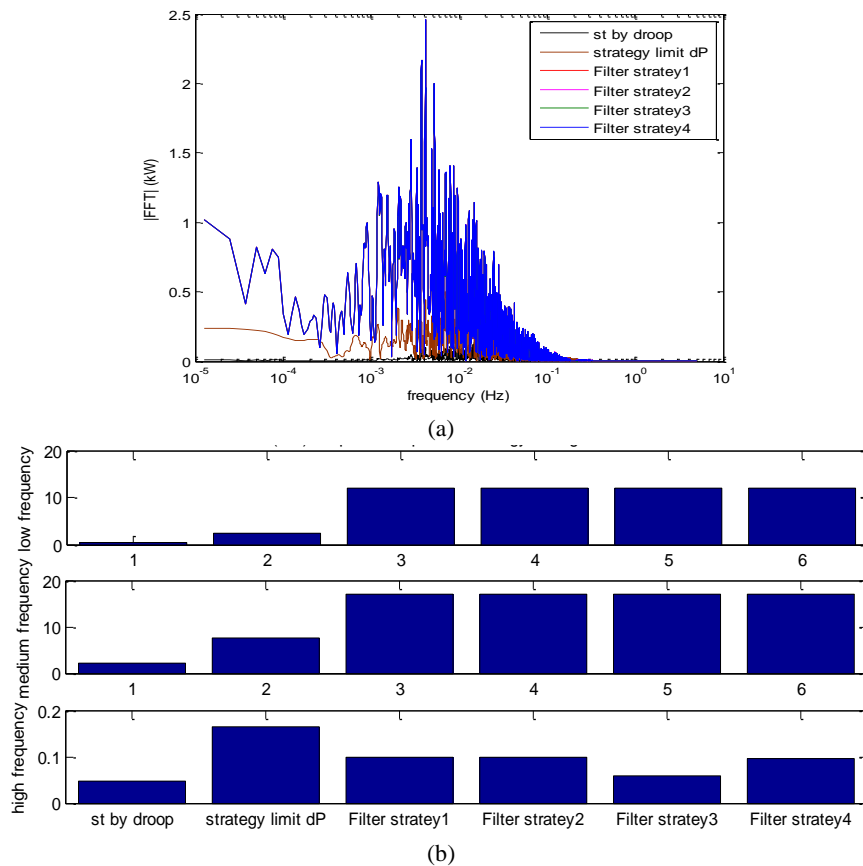 2.5
2
1.5
1
0.5
0
|FFT| (kW)
st by droop
strategy limit dP
Filter stratey1
Filter stratey2
Filter stratey3
Filter stratey4
10^-5 10^-4 10^-3 10^-2 10^-1 10^0 10^1
frequency (Hz)
(a)
low frequency
20
10
0
1 2 3 4 5 6
medium frequency
20
10
0
1 2 3 4 5 6
high frequency
0.2
0.1
0
st by droop strategy limit dP Filter stratey1 Filter stratey2 Filter stratey3 Filter stratey4
(b)